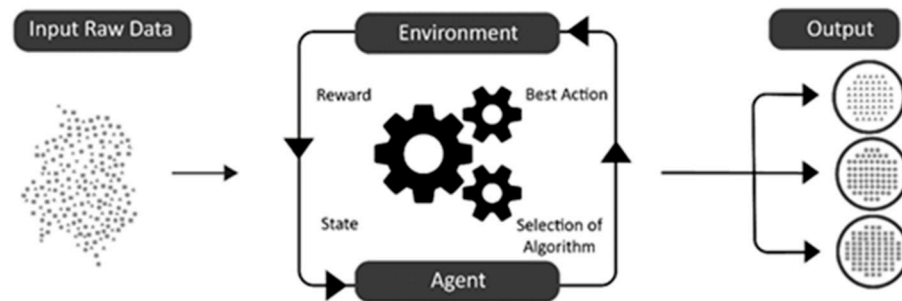 Input Raw Data
Environment
Output
Reward
Best Action
State
Selection of
Algorithm
Agent